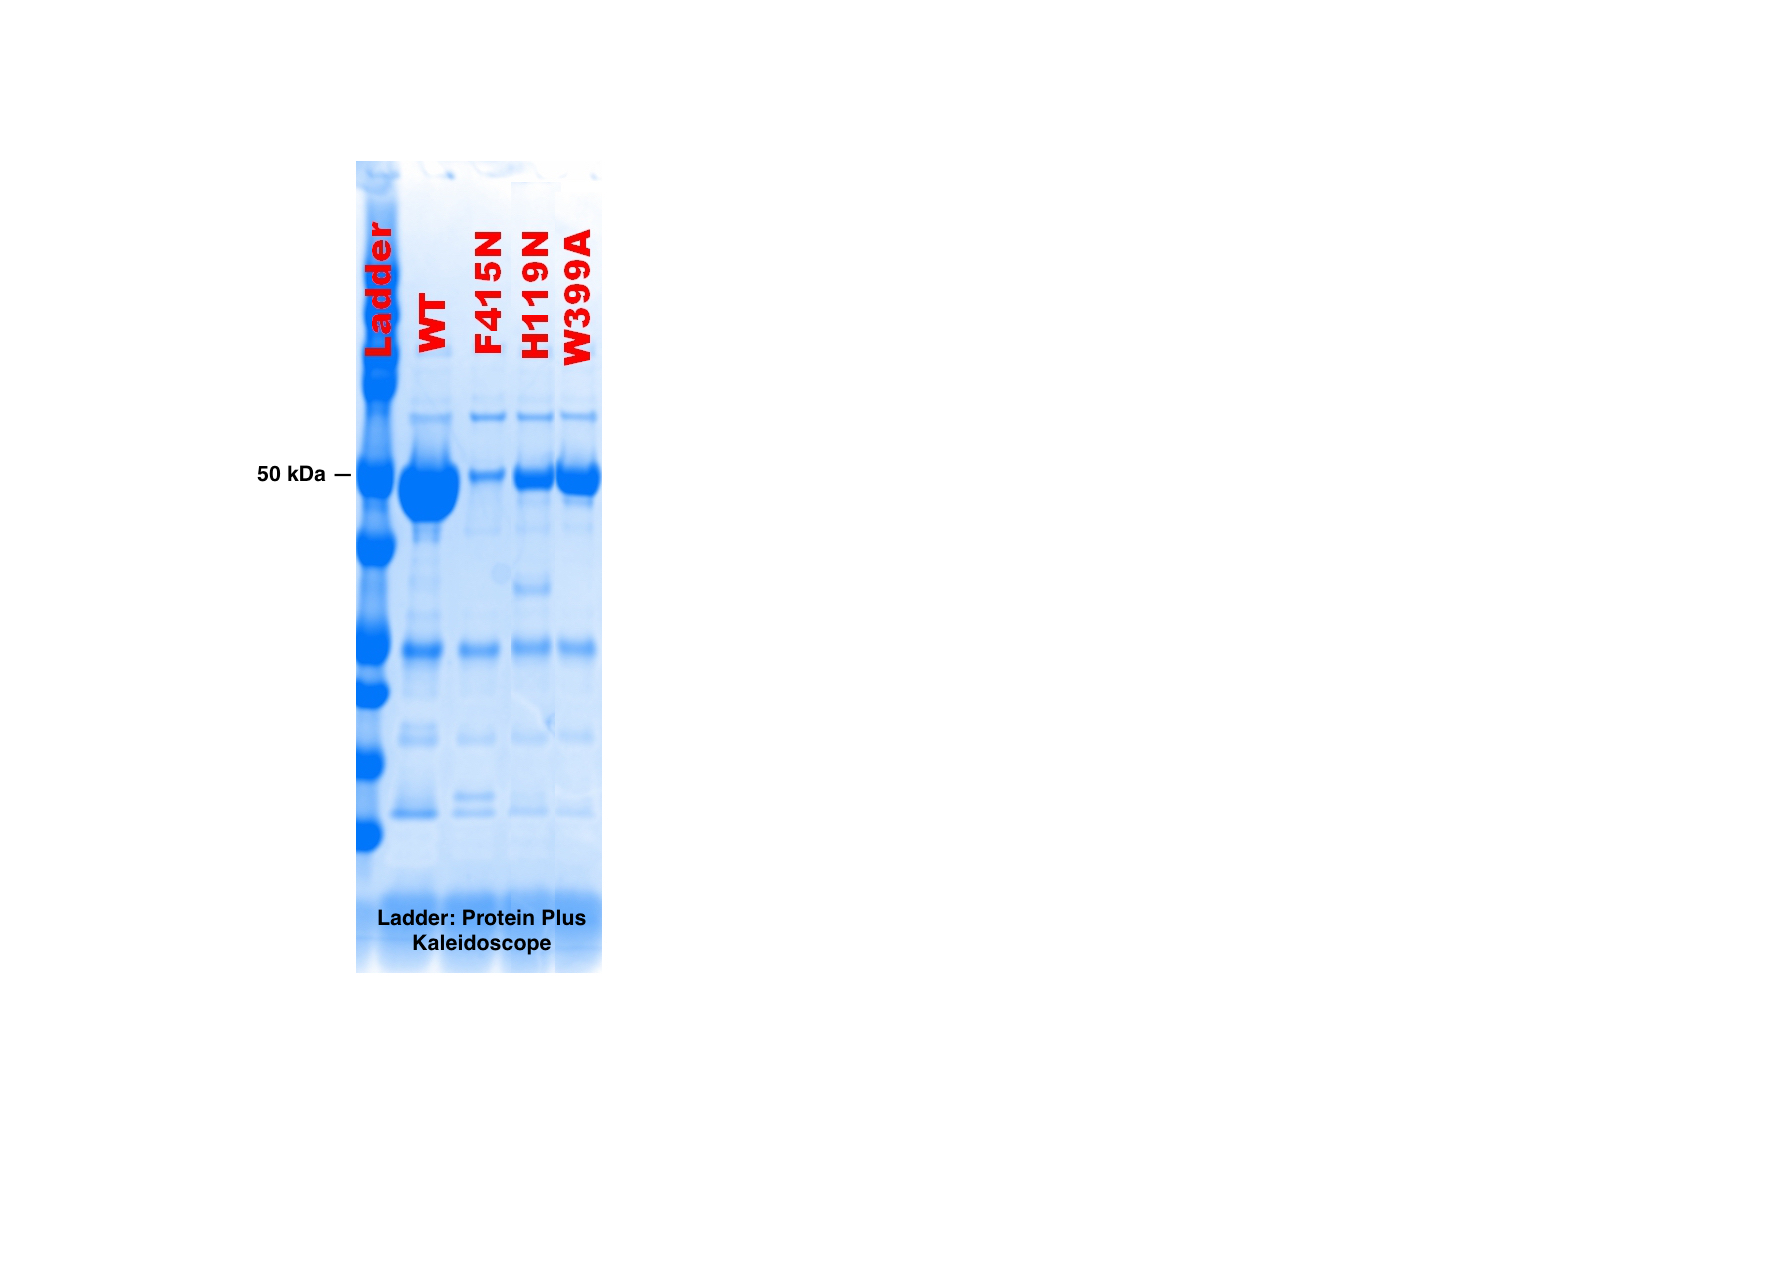 Ladder
WT
F415N
H119N
W399A
50 kDa
Ladder: Protein Plus
Kaleidoscope